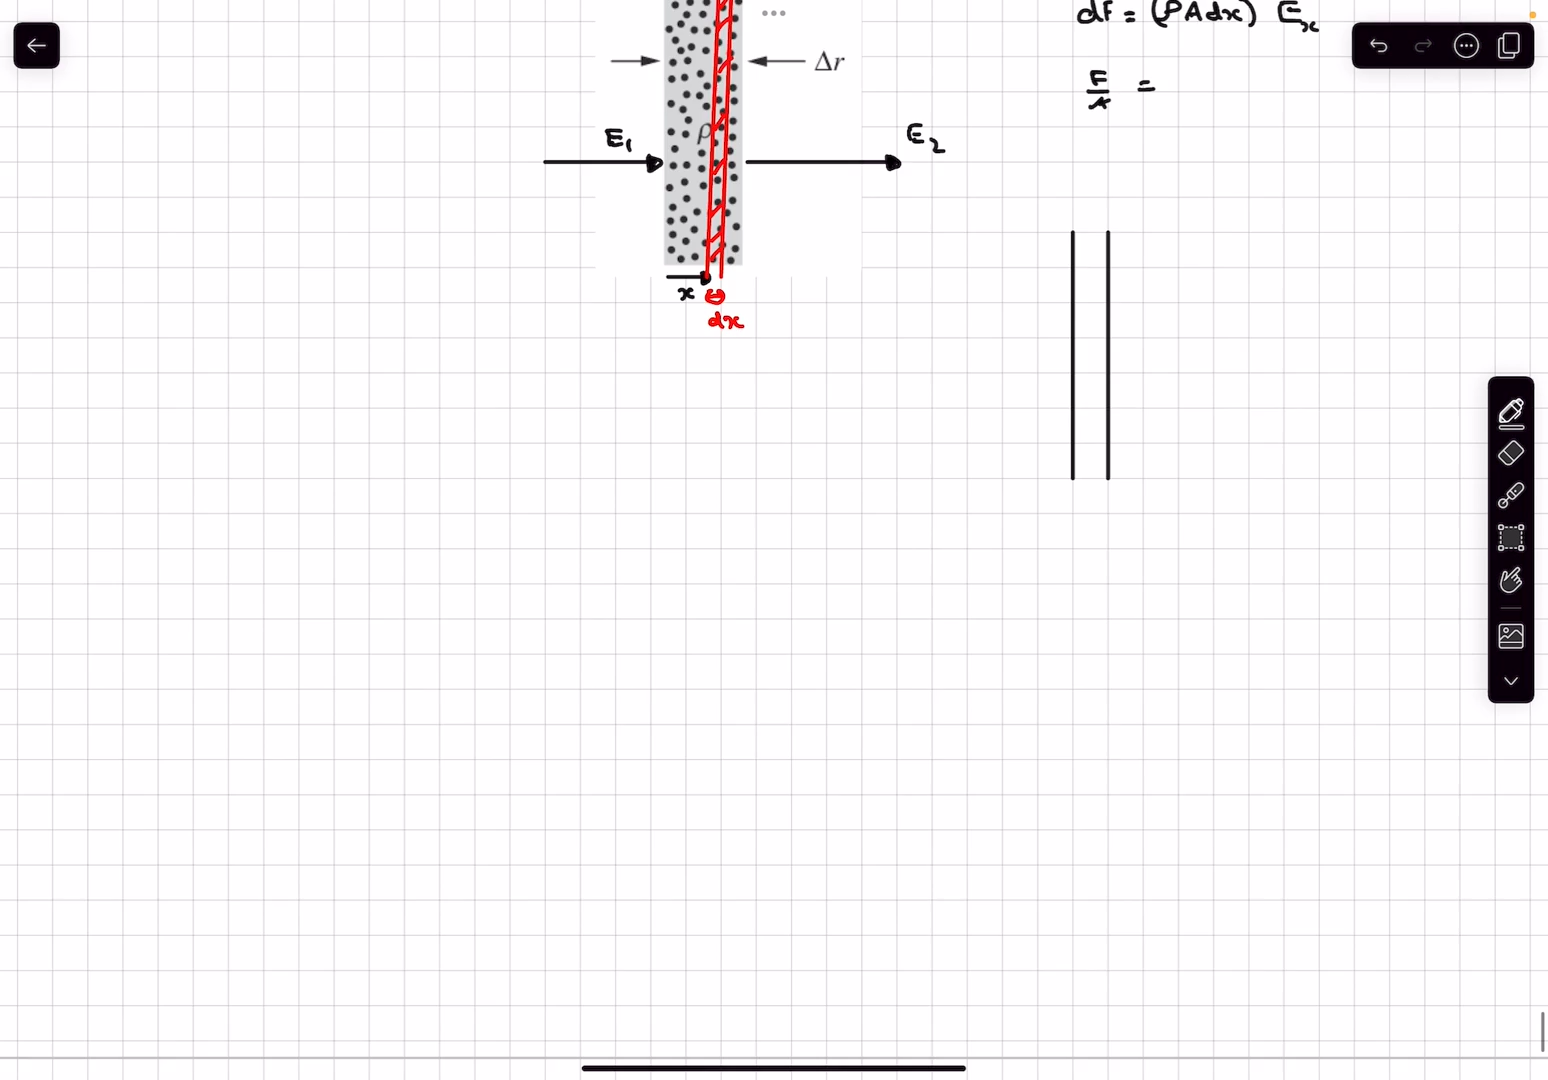 dF = (ρAdx) Ex
Δr
F/A =
ρ
E1
E2
x
dx